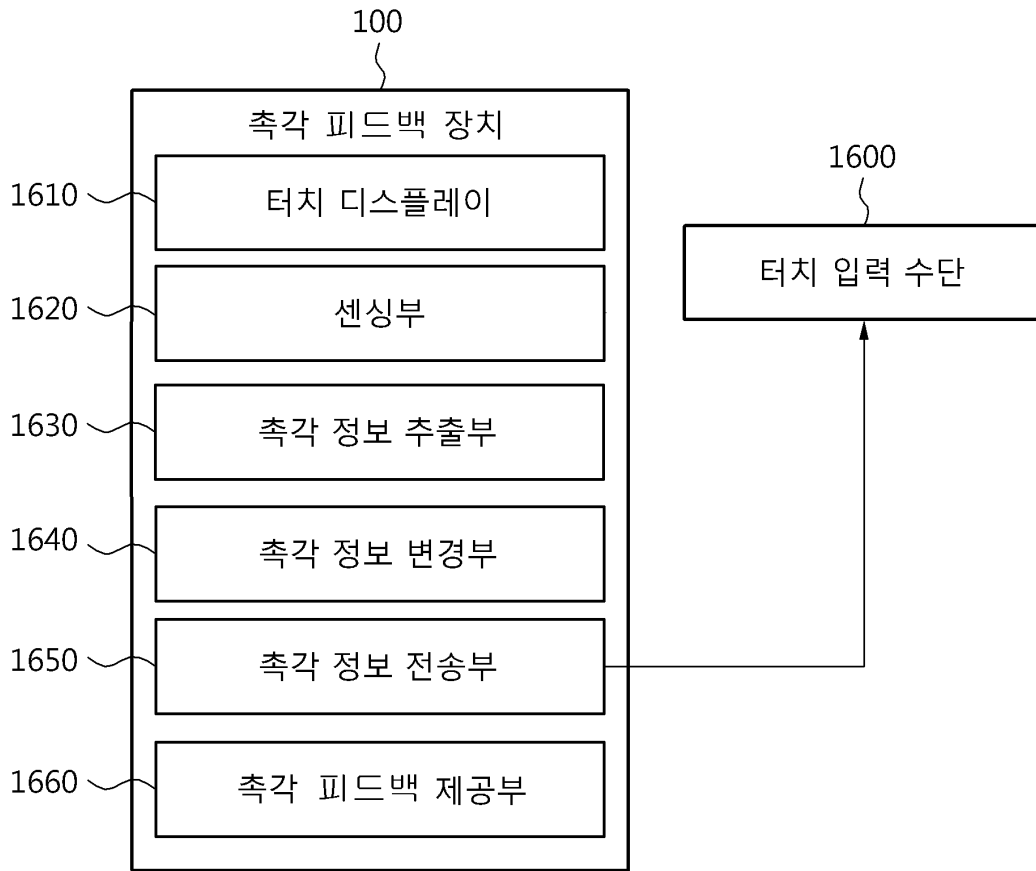 100
촉각 피드백 장치
1600
1610
터치 디스플레이
터치 입력 수단
1620
센싱부
1630
촉각 정보 추출부
1640
촉각 정보 변경부
1650
촉각 정보 전송부
1660
촉각 피드백 제공부